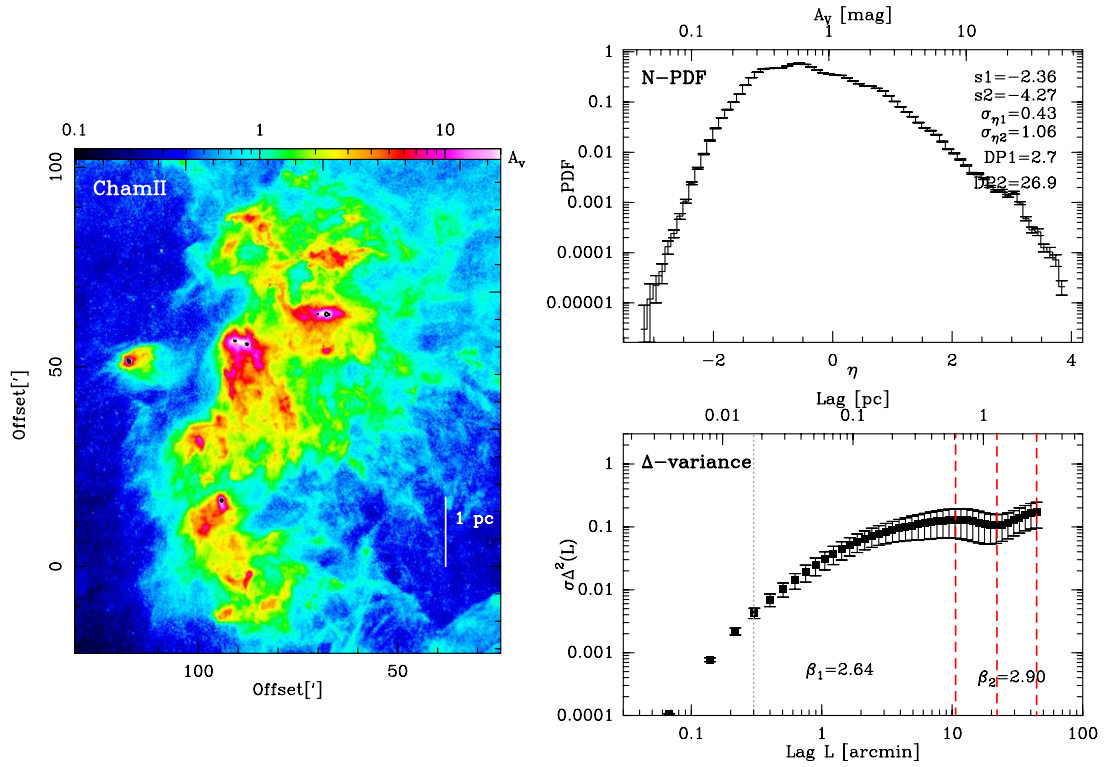 0.1 1 10
A_V
ChamII
100
50
0
Offset[']
1 pc
100 50
Offset[']
A_V [mag]
0.1 1 10
N-PDF
s1=-2.36
s2=-4.27
σ_η1=0.43
σ_η2=1.06
DP1=2.7
DP2=26.9
1
0.1
0.01
0.001
0.0001
0.00001
PDF
-2 0 2 4
η
Lag [pc]
0.01 0.1 1
Δ-variance
1
0.1
0.01
0.001
0.0001
σΔ²(L)
β₁=2.64
β₂=2.90
0.1 1 10 100
Lag L [arcmin]